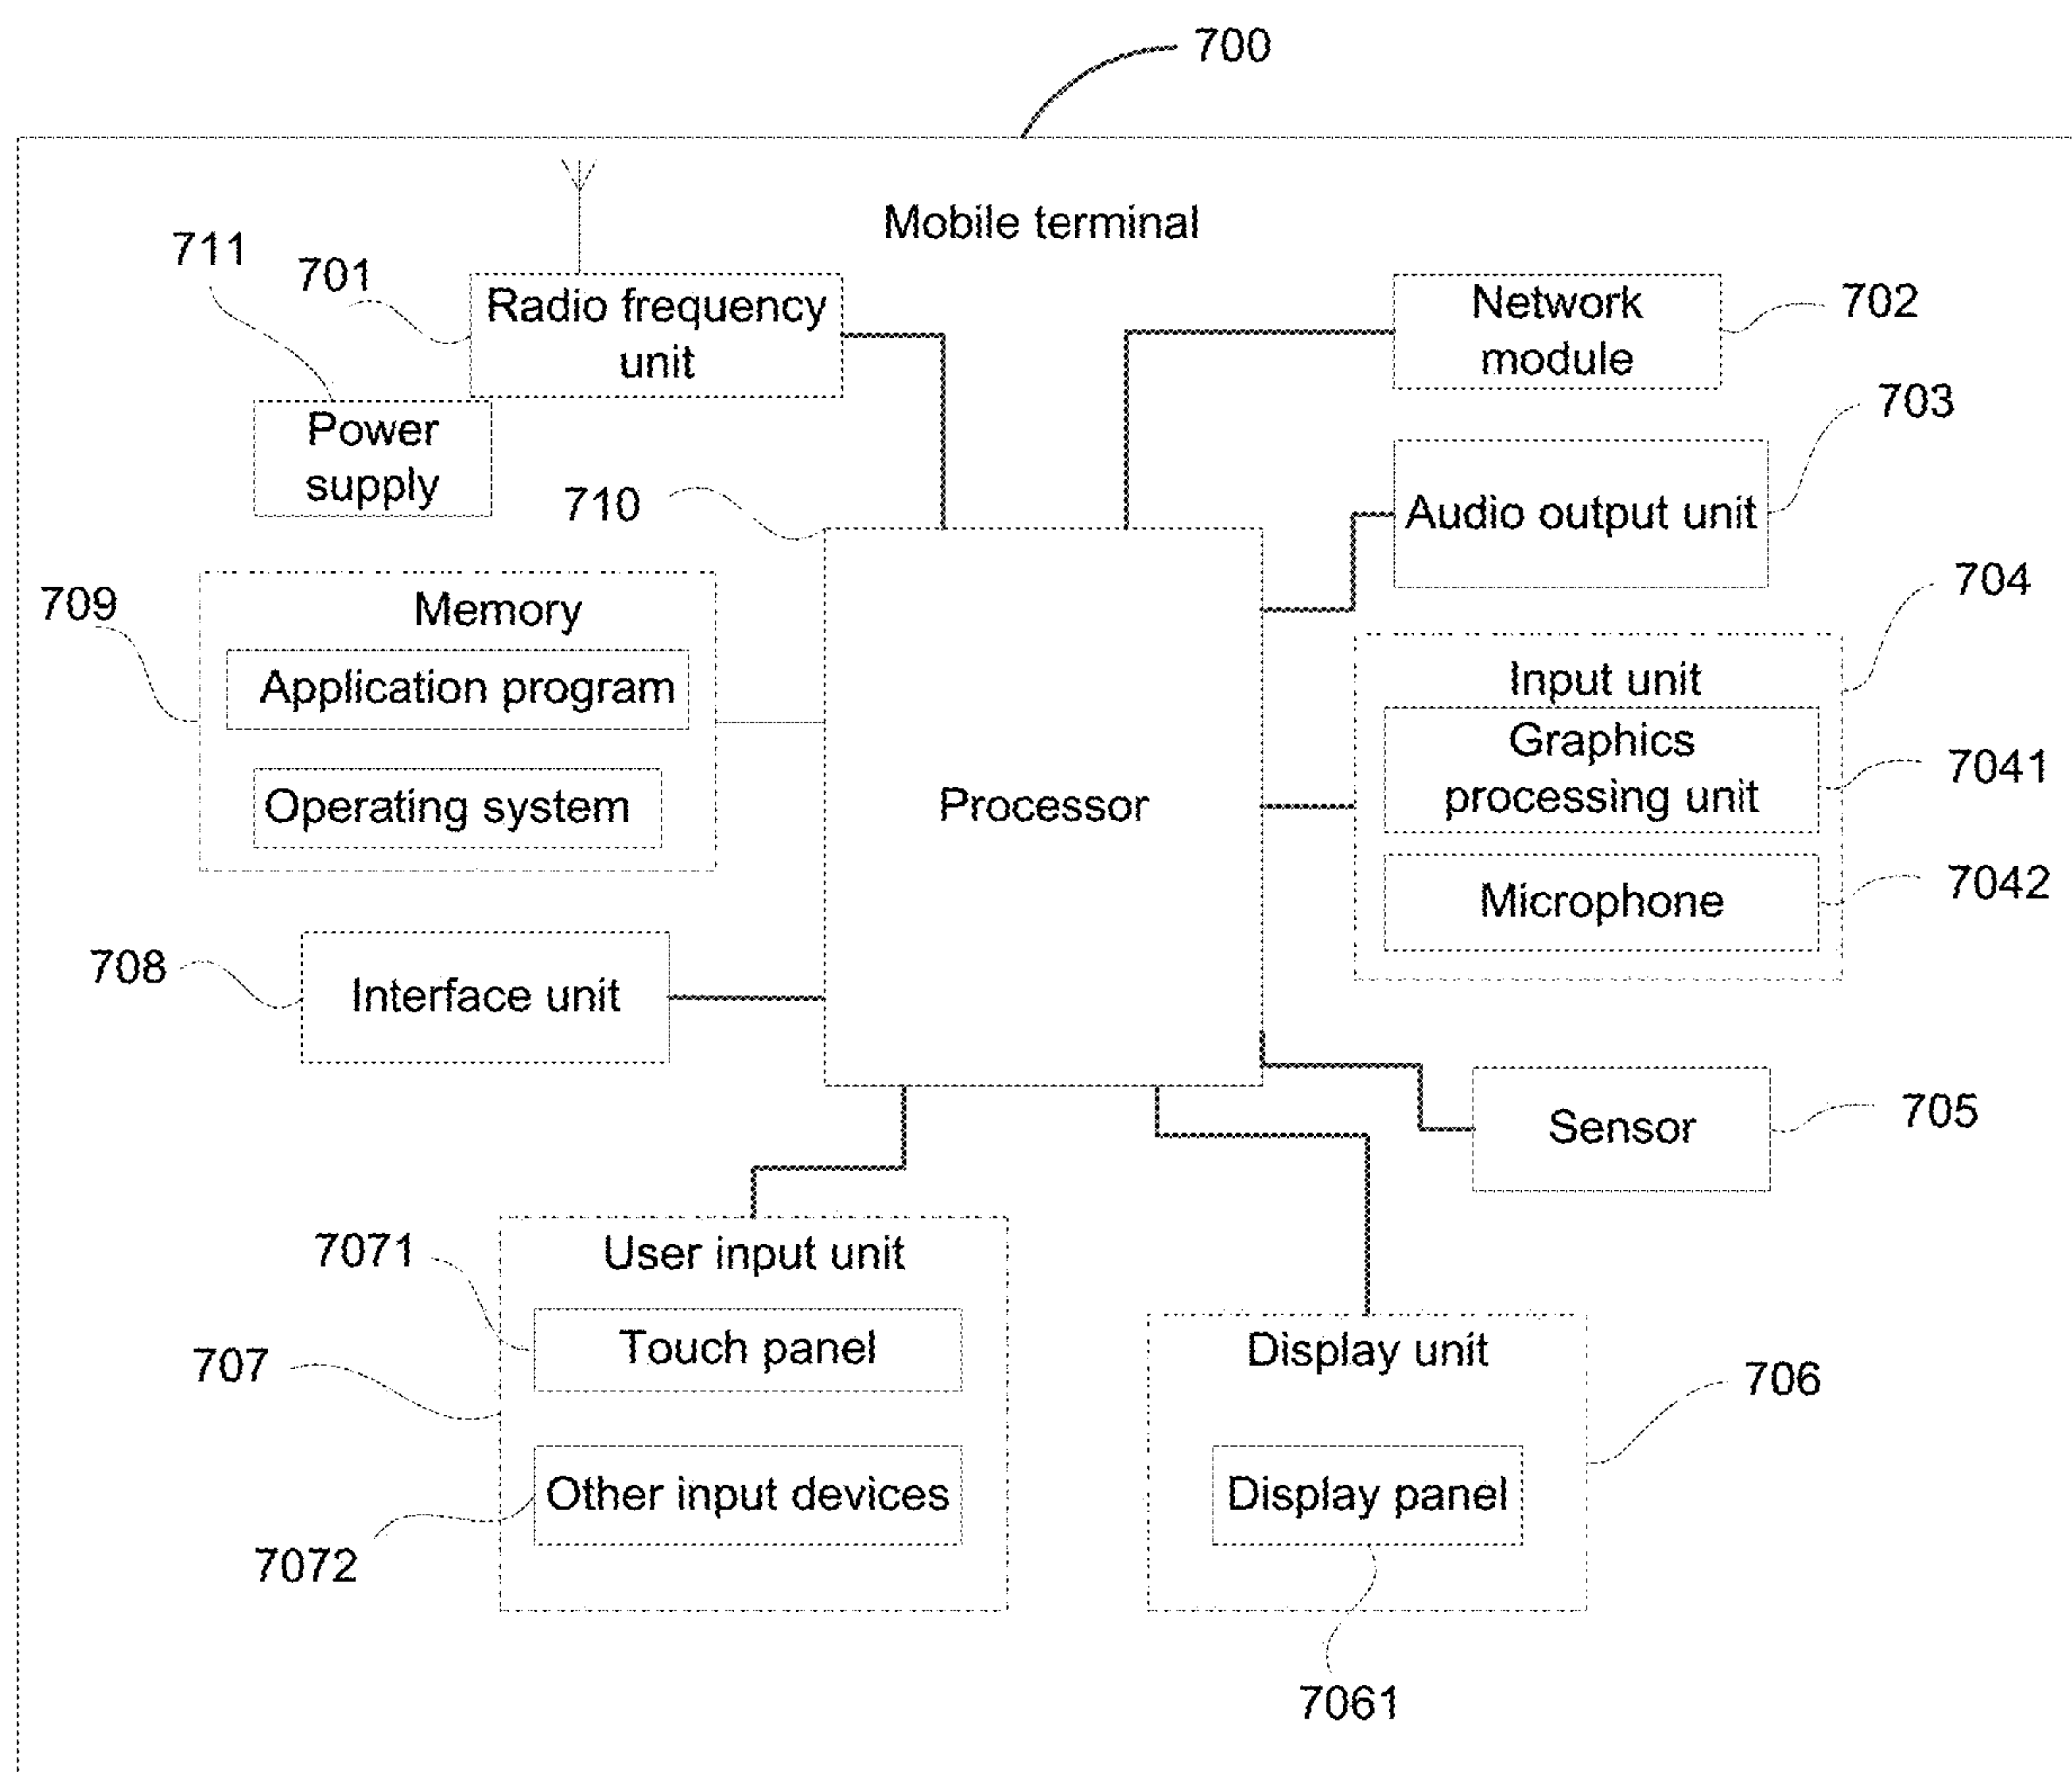 700
Mobile terminal
711
701
Radio frequency
unit
Network
module
702
Power
supply
703
Audio output unit
710
709
Memory
Application program
Operating system
Processor
704
Input unit
Graphics
processing unit
7041
Microphone
7042
708
Interface unit
Sensor
705
7071
User input unit
Touch panel
707
Other input devices
7072
Display unit
706
Display panel
7061